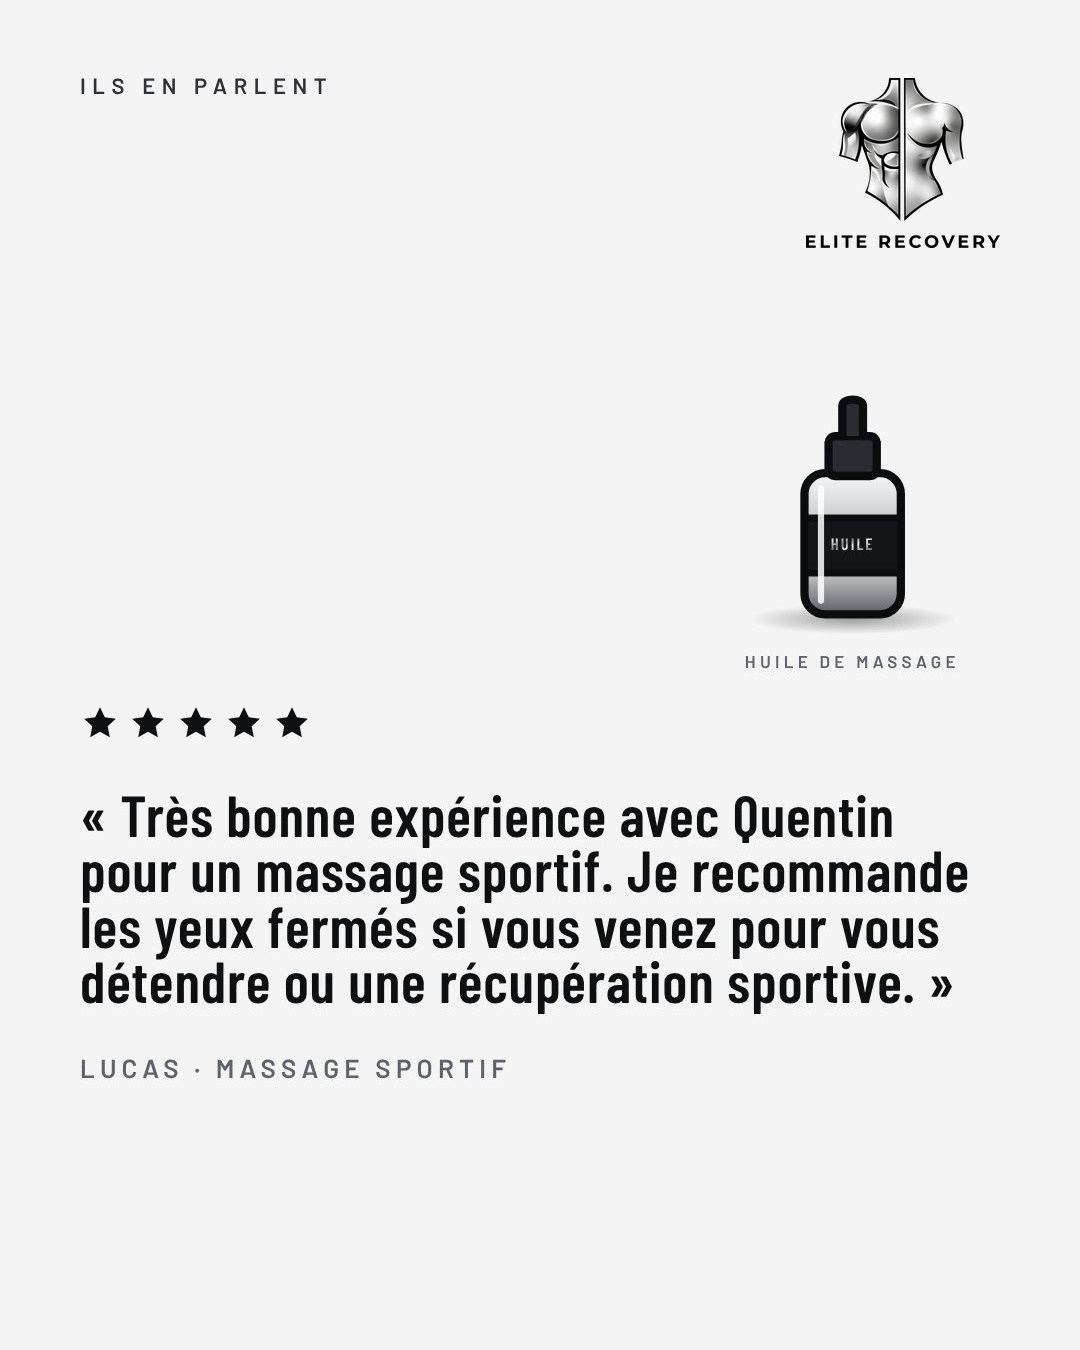 ILS EN PARLENT
ELITE RECOVERY
HUILE
HUILE DE MASSAGE
« Très bonne expérience avec Quentin
pour un massage sportif. Je recommande
les yeux fermés si vous venez pour vous
détendre ou une récupération sportive. »
LUCAS · MASSAGE SPORTIF